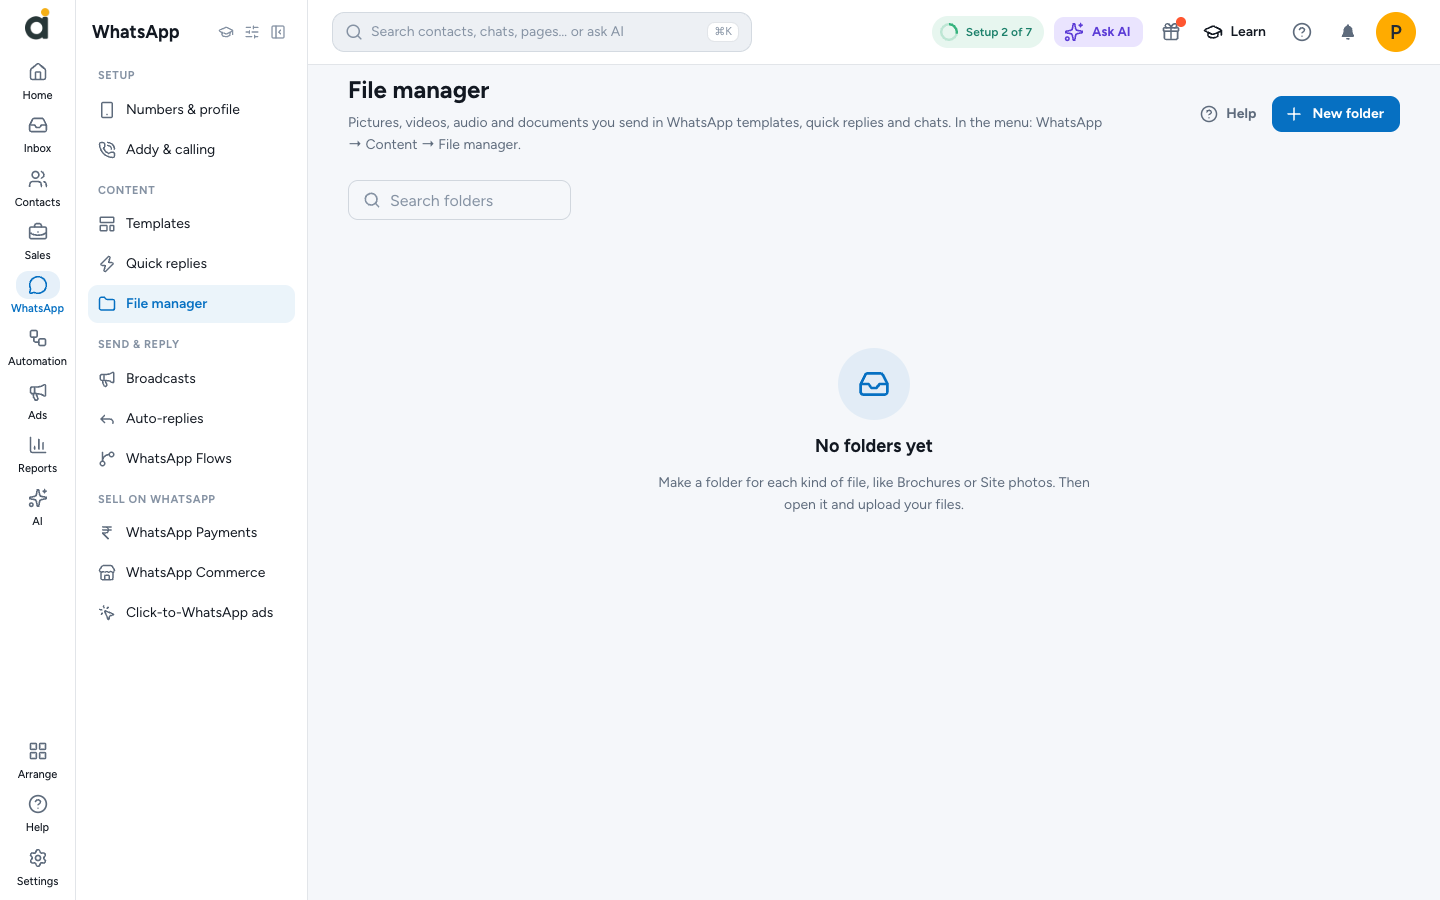 Home
Inbox
Contacts
Sales
WhatsApp
Automation
Ads
Reports
AI
Arrange
Help
Settings
WhatsApp
SETUP
Numbers & profile
Addy & calling
CONTENT
Templates
Quick replies
File manager
SEND & REPLY
Broadcasts
Auto-replies
WhatsApp Flows
SELL ON WHATSAPP
WhatsApp Payments
WhatsApp Commerce
Click-to-WhatsApp ads
Search contacts, chats, pages... or ask AI
⌘K
Setup 2 of 7
Ask AI
Learn
P
File manager
Pictures, videos, audio and documents you send in WhatsApp templates, quick replies and chats. In the menu: WhatsApp
→ Content → File manager.
Help
New folder
Search folders
No folders yet
Make a folder for each kind of file, like Brochures or Site photos. Then
open it and upload your files.